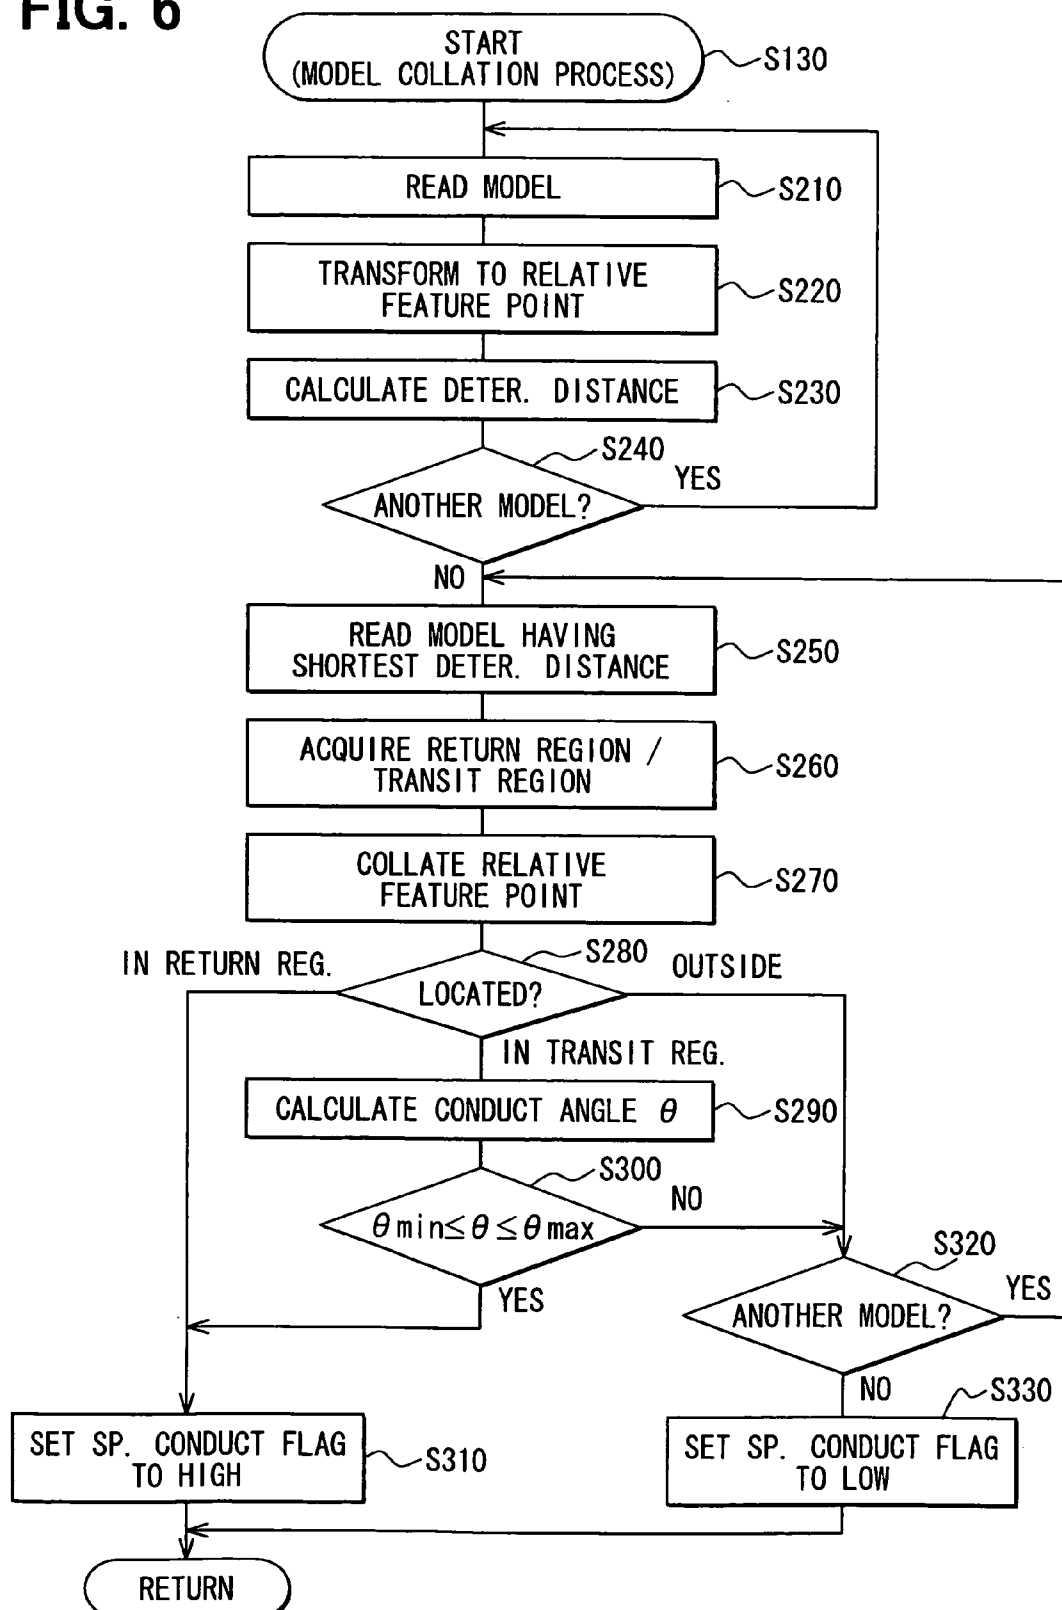 FIG. 6
START
(MODEL COLLATION PROCESS)
S130
READ MODEL
S210
TRANSFORM TO RELATIVE
FEATURE POINT
S220
CALCULATE DETER. DISTANCE
S230
S240
YES
ANOTHER MODEL?
NO
READ MODEL HAVING
SHORTEST DETER. DISTANCE
S250
ACQUIRE RETURN REGION /
TRANSIT REGION
S260
COLLATE RELATIVE
FEATURE POINT
S270
S280
IN RETURN REG.
OUTSIDE
LOCATED?
IN TRANSIT REG.
CALCULATE CONDUCT ANGLE θ
S290
S300
NO
θmin≤θ≤θmax
YES
S320
YES
ANOTHER MODEL?
NO
S330
SET SP. CONDUCT FLAG
TO HIGH
S310
SET SP. CONDUCT FLAG
TO LOW
RETURN